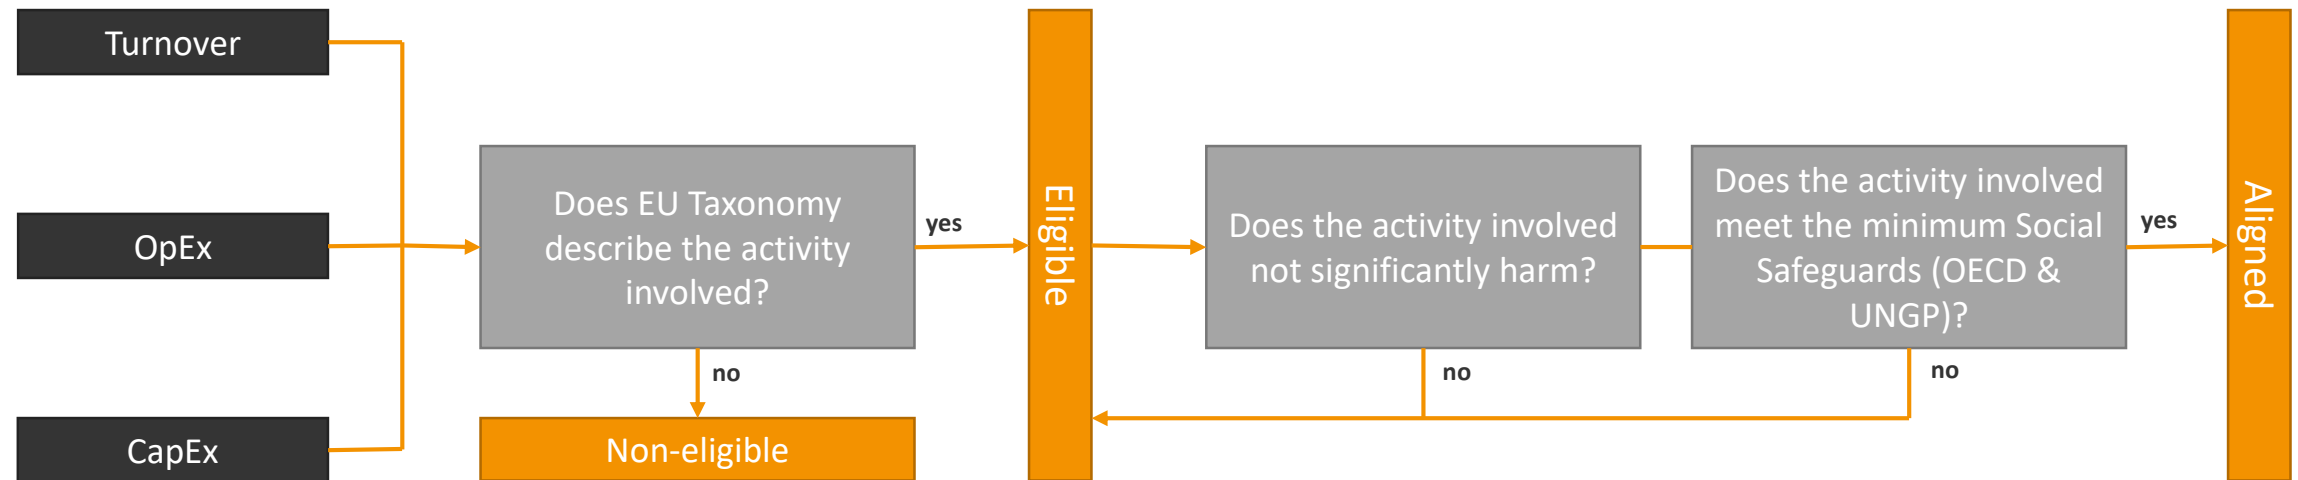 Turnover
OpEx
CapEx
Does EU Taxonomy
describe the activity
involved?
yes
no
Non-eligible
Eligible
Does the activity involved
not significantly harm?
no
Does the activity involved
meet the minimum Social
Safeguards (OECD &
UNGP)?
yes
no
Aligned